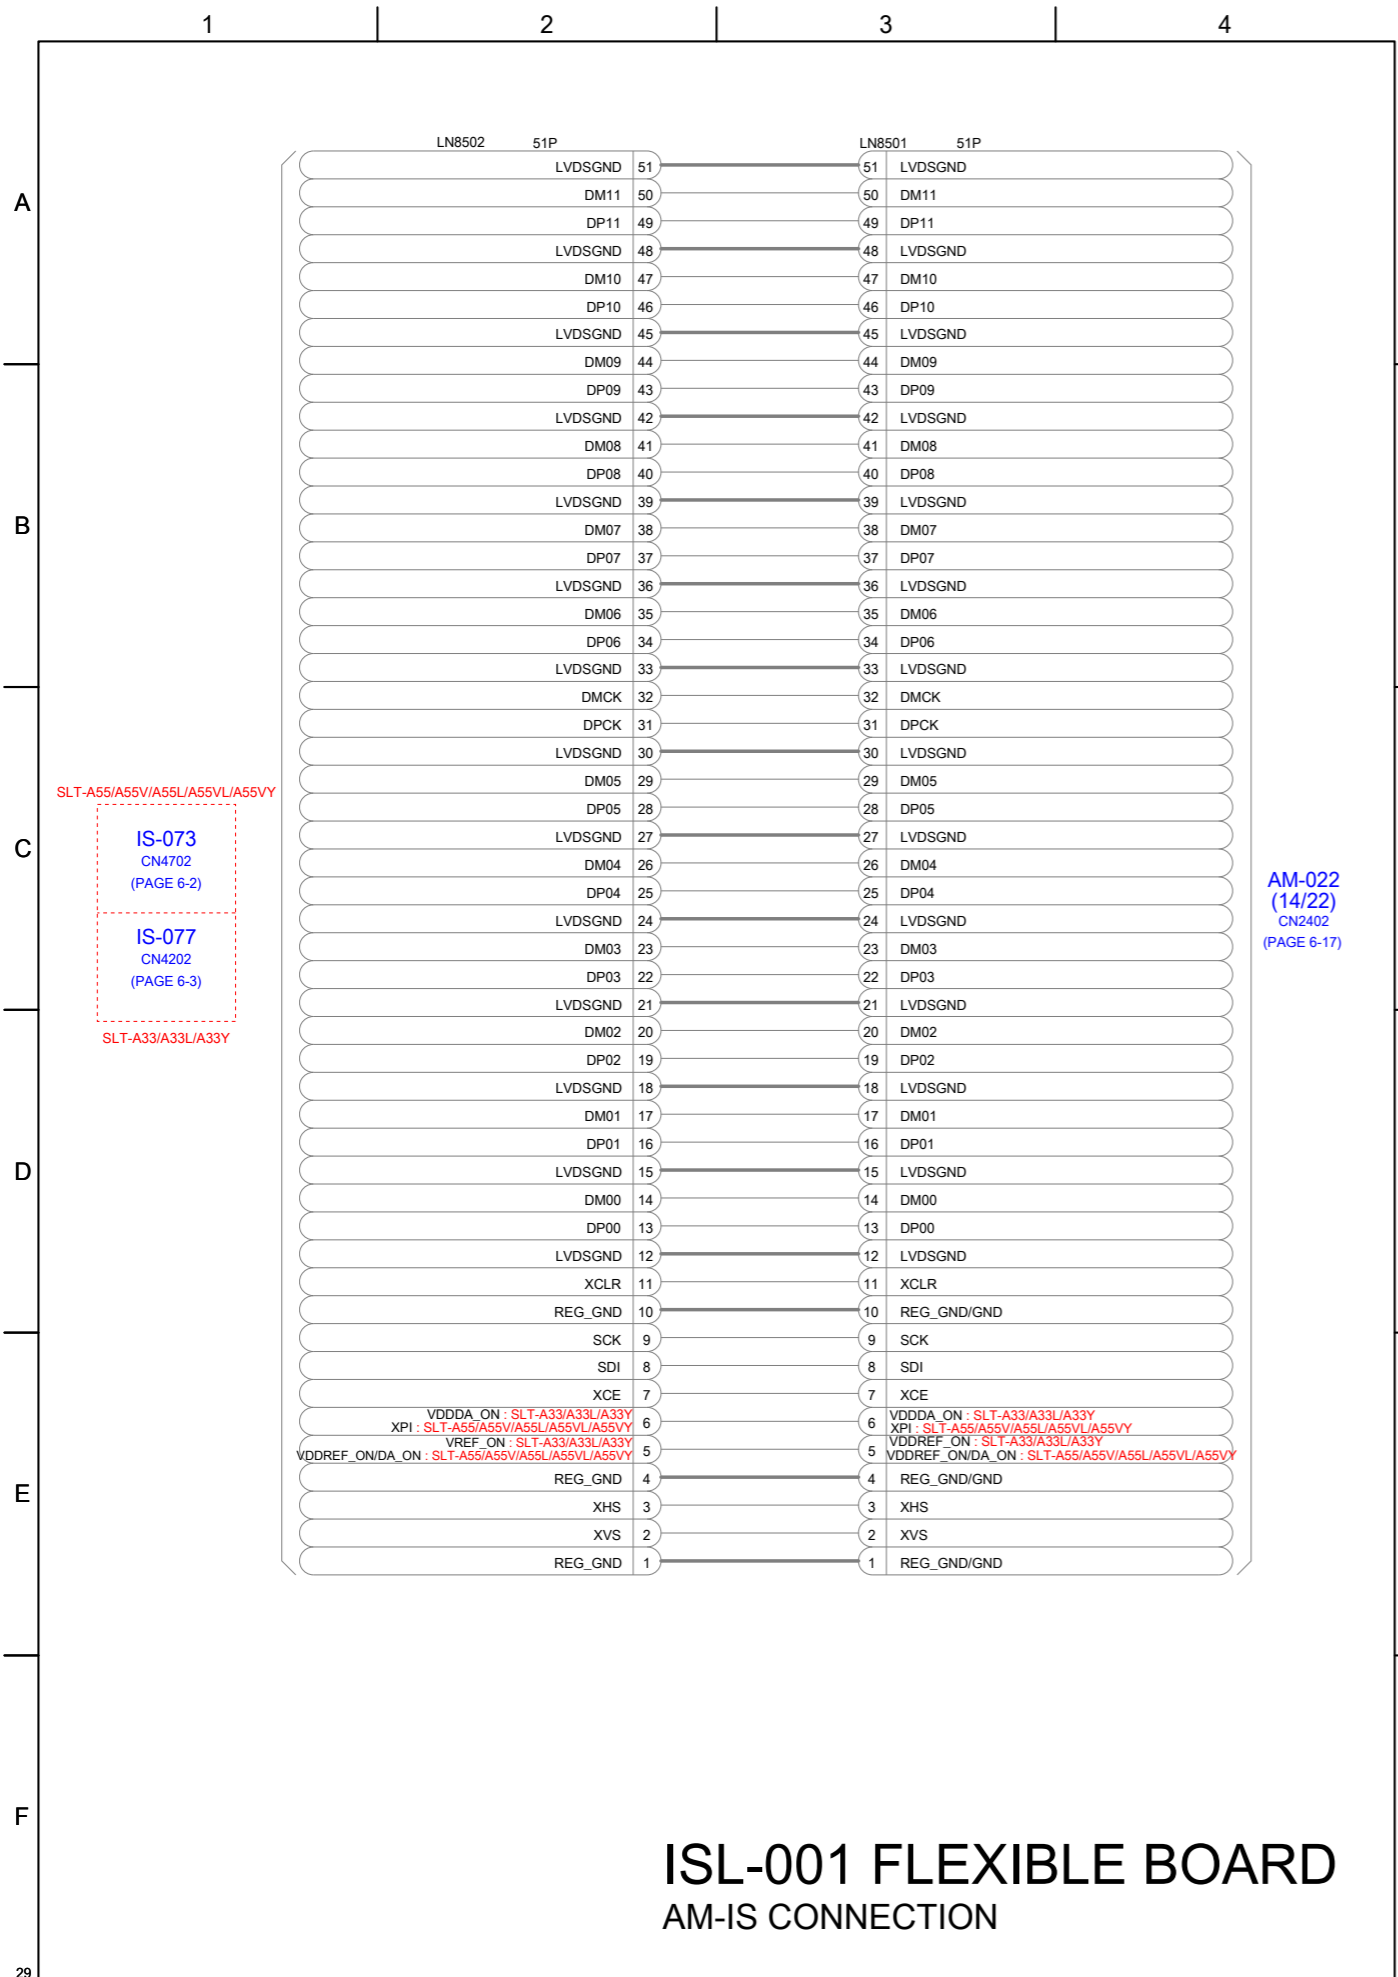 1 2 3 4
LN8502 51P LN8501 51P
LVDSGND 51 51 LVDSGND
A
DM11 50 50 DM11
DP11 49 49 DP11
LVDSGND 48 48 LVDSGND
DM10 47 47 DM10
DP10 46 46 DP10
LVDSGND 45 45 LVDSGND
DM09 44 44 DM09
DP09 43 43 DP09
LVDSGND 42 42 LVDSGND
DM08 41 41 DM08
DP08 40 40 DP08
LVDSGND 39 39 LVDSGND
B
DM07 38 38 DM07
DP07 37 37 DP07
LVDSGND 36 36 LVDSGND
DM06 35 35 DM06
DP06 34 34 DP06
LVDSGND 33 33 LVDSGND
DMCK 32 32 DMCK
DPCK 31 31 DPCK
LVDSGND 30 30 LVDSGND
DM05 29 29 DM05
SLT-A55/A55V/A55L/A55VL/A55VY
DP05 28 28 DP05
LVDSGND 27 27 LVDSGND
IS-073
C
CN4702
DM04 26 26 DM04
(PAGE 6-2)
DP04 25 25 DP04
AM-022
(14/22)
CN2402
(PAGE 6-17)
LVDSGND 24 24 LVDSGND
IS-077
DM03 23 23 DM03
CN4202
DP03 22 22 DP03
(PAGE 6-3)
LVDSGND 21 21 LVDSGND
DM02 20 20 DM02
SLT-A33/A33L/A33Y
DP02 19 19 DP02
LVDSGND 18 18 LVDSGND
DM01 17 17 DM01
DP01 16 16 DP01
D
LVDSGND 15 15 LVDSGND
DM00 14 14 DM00
DP00 13 13 DP00
LVDSGND 12 12 LVDSGND
XCLR 11 11 XCLR
REG_GND 10 10 REG_GND/GND
SCK 9 9 SCK
SDI 8 8 SDI
XCE 7 7 XCE
VDDDA_ON : SLT-A33/A33L/A33Y 6 6 VDDDA_ON : SLT-A33/A33L/A33Y
XPI : SLT-A55/A55V/A55L/A55VL/A55VY XPI : SLT-A55/A55V/A55L/A55VL/A55VY
VREF_ON : SLT-A33/A33L/A33Y 5 5 VDDREF_ON : SLT-A33/A33L/A33Y
VDDREF_ON/DA_ON : SLT-A55/A55V/A55L/A55VL/A55VY VDDREF_ON/DA_ON : SLT-A55/A55V/A55L/A55VL/A55VY
REG_GND 4 4 REG_GND/GND
E
XHS 3 3 XHS
XVS 2 2 XVS
REG_GND 1 1 REG_GND/GND
F
ISL-001 FLEXIBLE BOARD
AM-IS CONNECTION
29